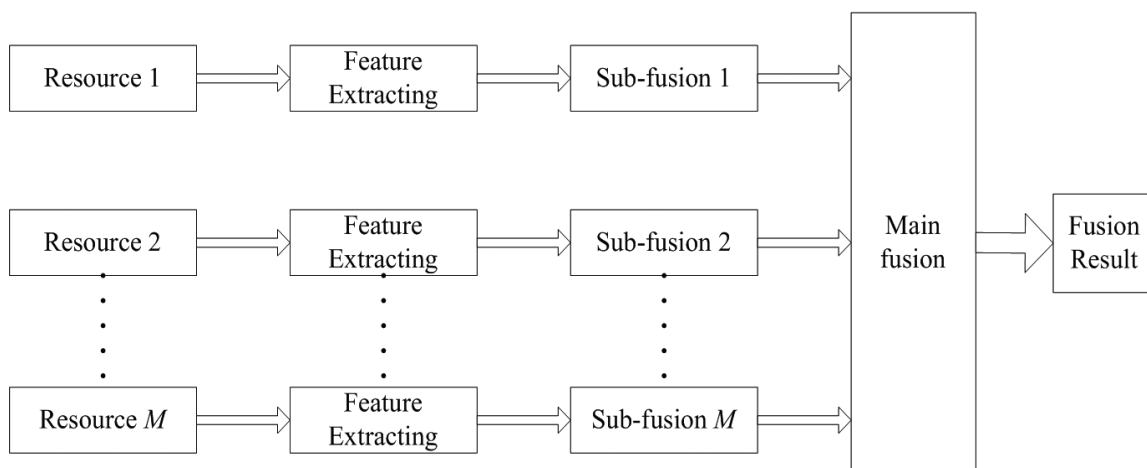 Resource 1
Feature
Extracting
Sub-fusion 1
Resource 2
Feature
Extracting
Sub-fusion 2
Resource M
Feature
Extracting
Sub-fusion M
Main
fusion
Fusion
Result